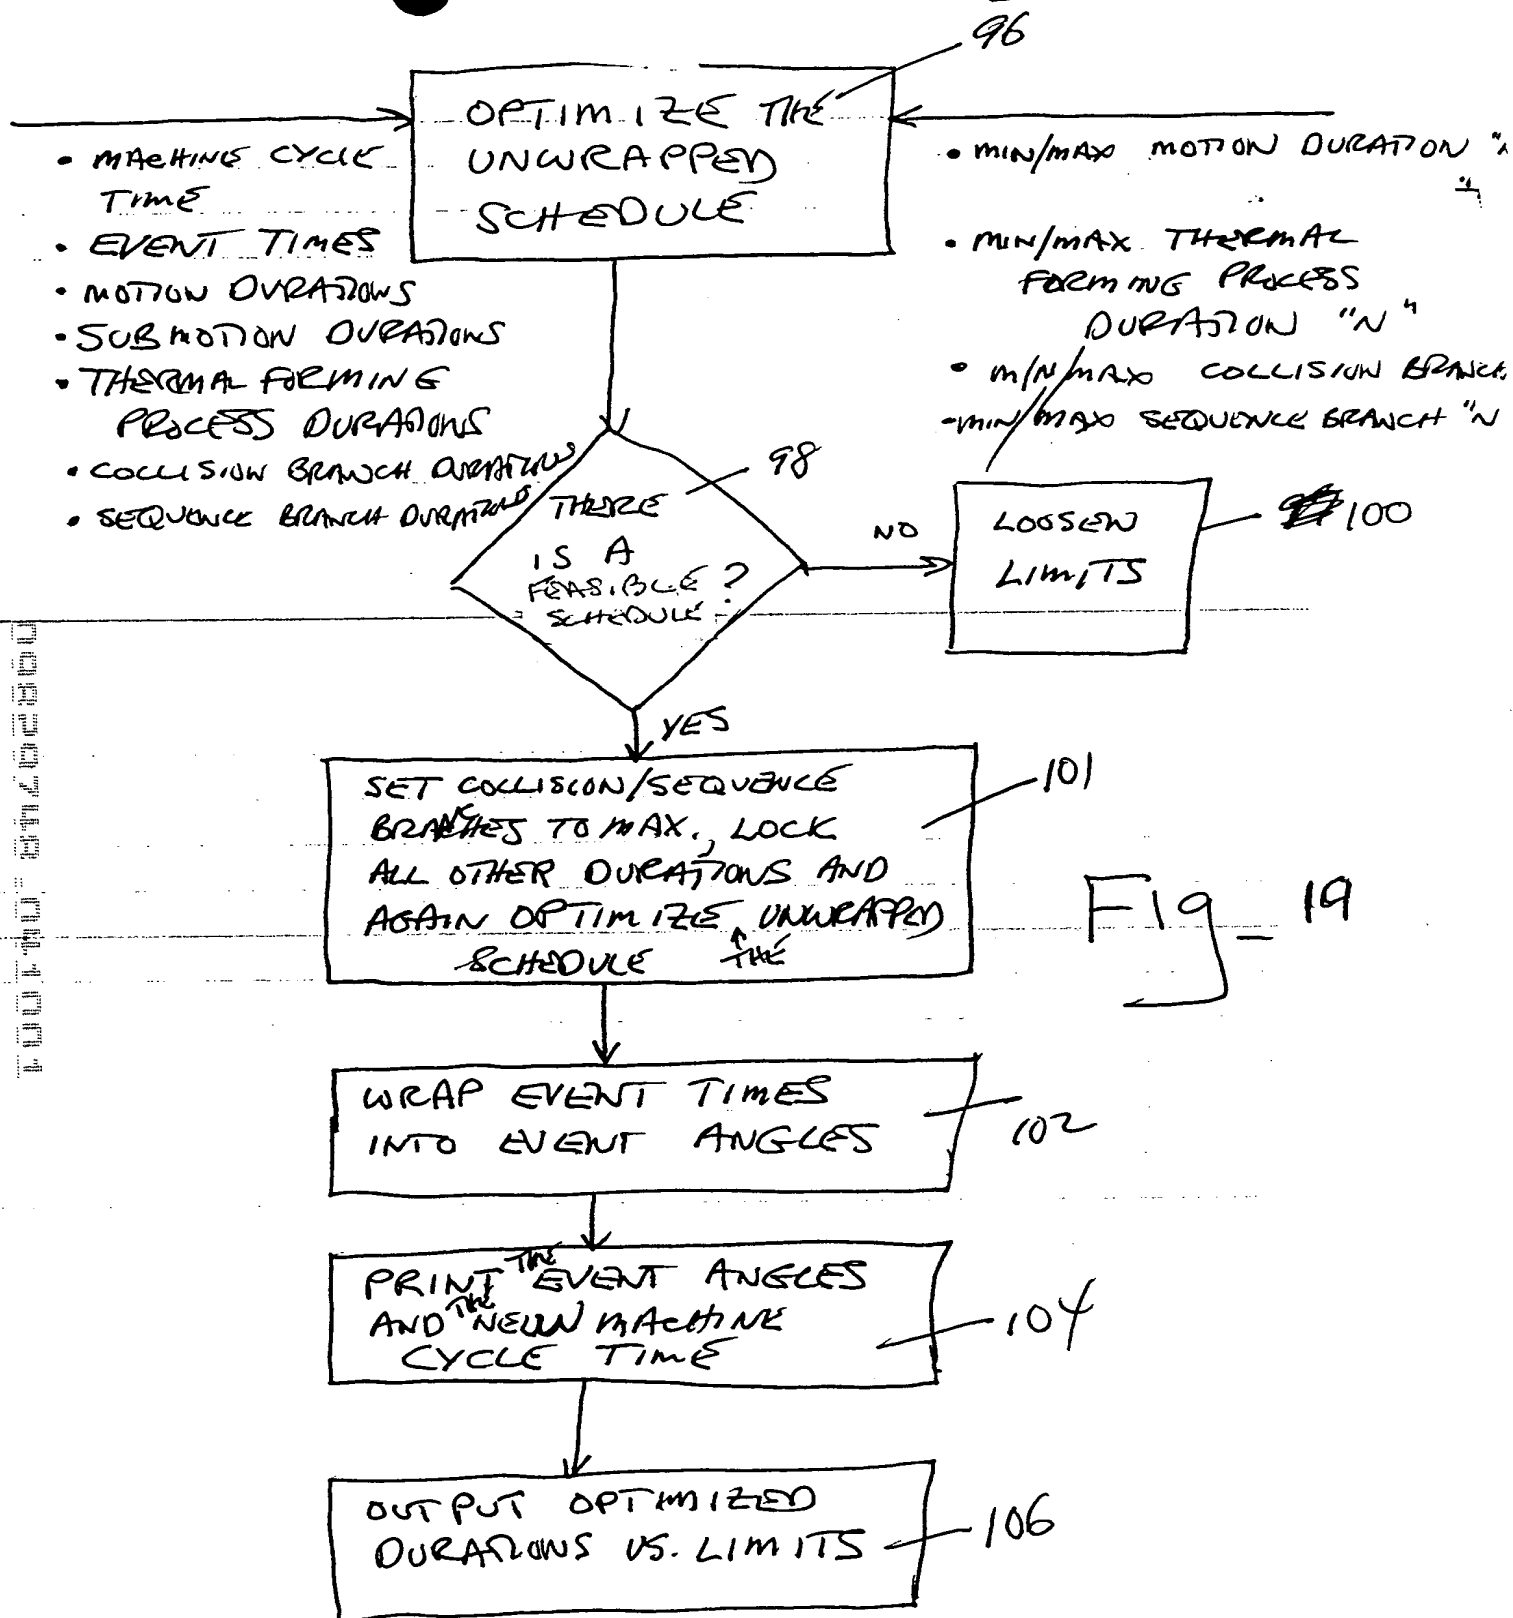 96
OPTIMIZE THE
UNWRAPPED
SCHEDULE
• MACHINE CYCLE
TIME
• EVENT TIMES
• MOTION DURATIONS
• SUBMOTION DURATIONS
• THERMAL FORMING
PROCESS DURATIONS
• COLLISION BRANCH DURATIONS
• SEQUENCE BRANCH DURATIONS
• MIN/MAX MOTION DURATION "N
• MIN/MAX THERMAL
FORMING PROCESS
DURATION "N"
• MIN/MAX COLLISION BRANCH
- MIN/MAX SEQUENCE BRANCH "N
98
THERE
IS A
FEASIBLE
SCHEDULE ?
NO
LOOSEN
LIMITS
100
YES
SET COLLISION/SEQUENCE
BRANCHES TO MAX., LOCK
ALL OTHER DURATIONS AND
AGAIN OPTIMIZE THE UNWRAPPED
SCHEDULE
101
Fig_ 19
WRAP EVENT TIMES
INTO EVENT ANGLES
102
PRINT THE EVENT ANGLES
AND THE NEW MACHINE
CYCLE TIME
104
OUTPUT OPTIMIZED
DURATIONS VS. LIMITS
106